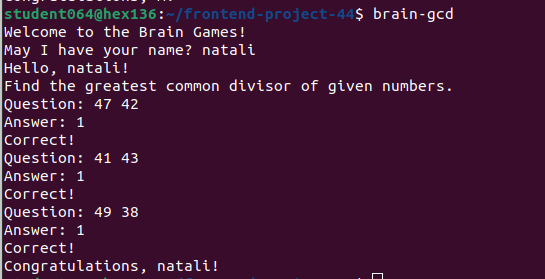 student064@hex136:~/frontend-project-44$ brain-gcd
Welcome to the Brain Games!
May I have your name? natali
Hello, natali!
Find the greatest common divisor of given numbers.
Question: 47 42
Answer: 1
Correct!
Question: 41 43
Answer: 1
Correct!
Question: 49 38
Answer: 1
Correct!
Congratulations, natali!